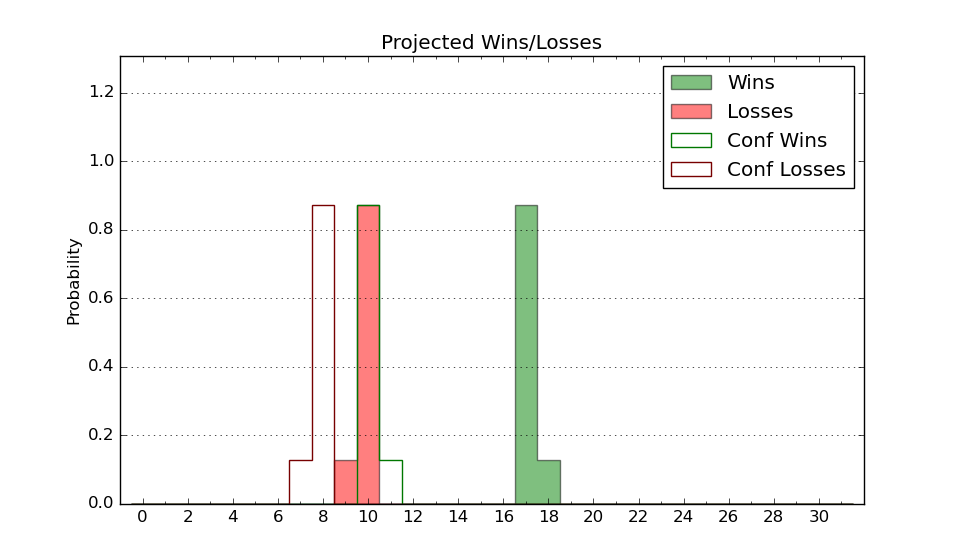 Projected Wins/Losses
Wins
Losses
Conf Wins
Conf Losses
Probability
1.2
1.0
0.8
0.6
0.4
0.2
0.0
0 2 4 6 8 10 12 14 16 18 20 22 24 26 28 30